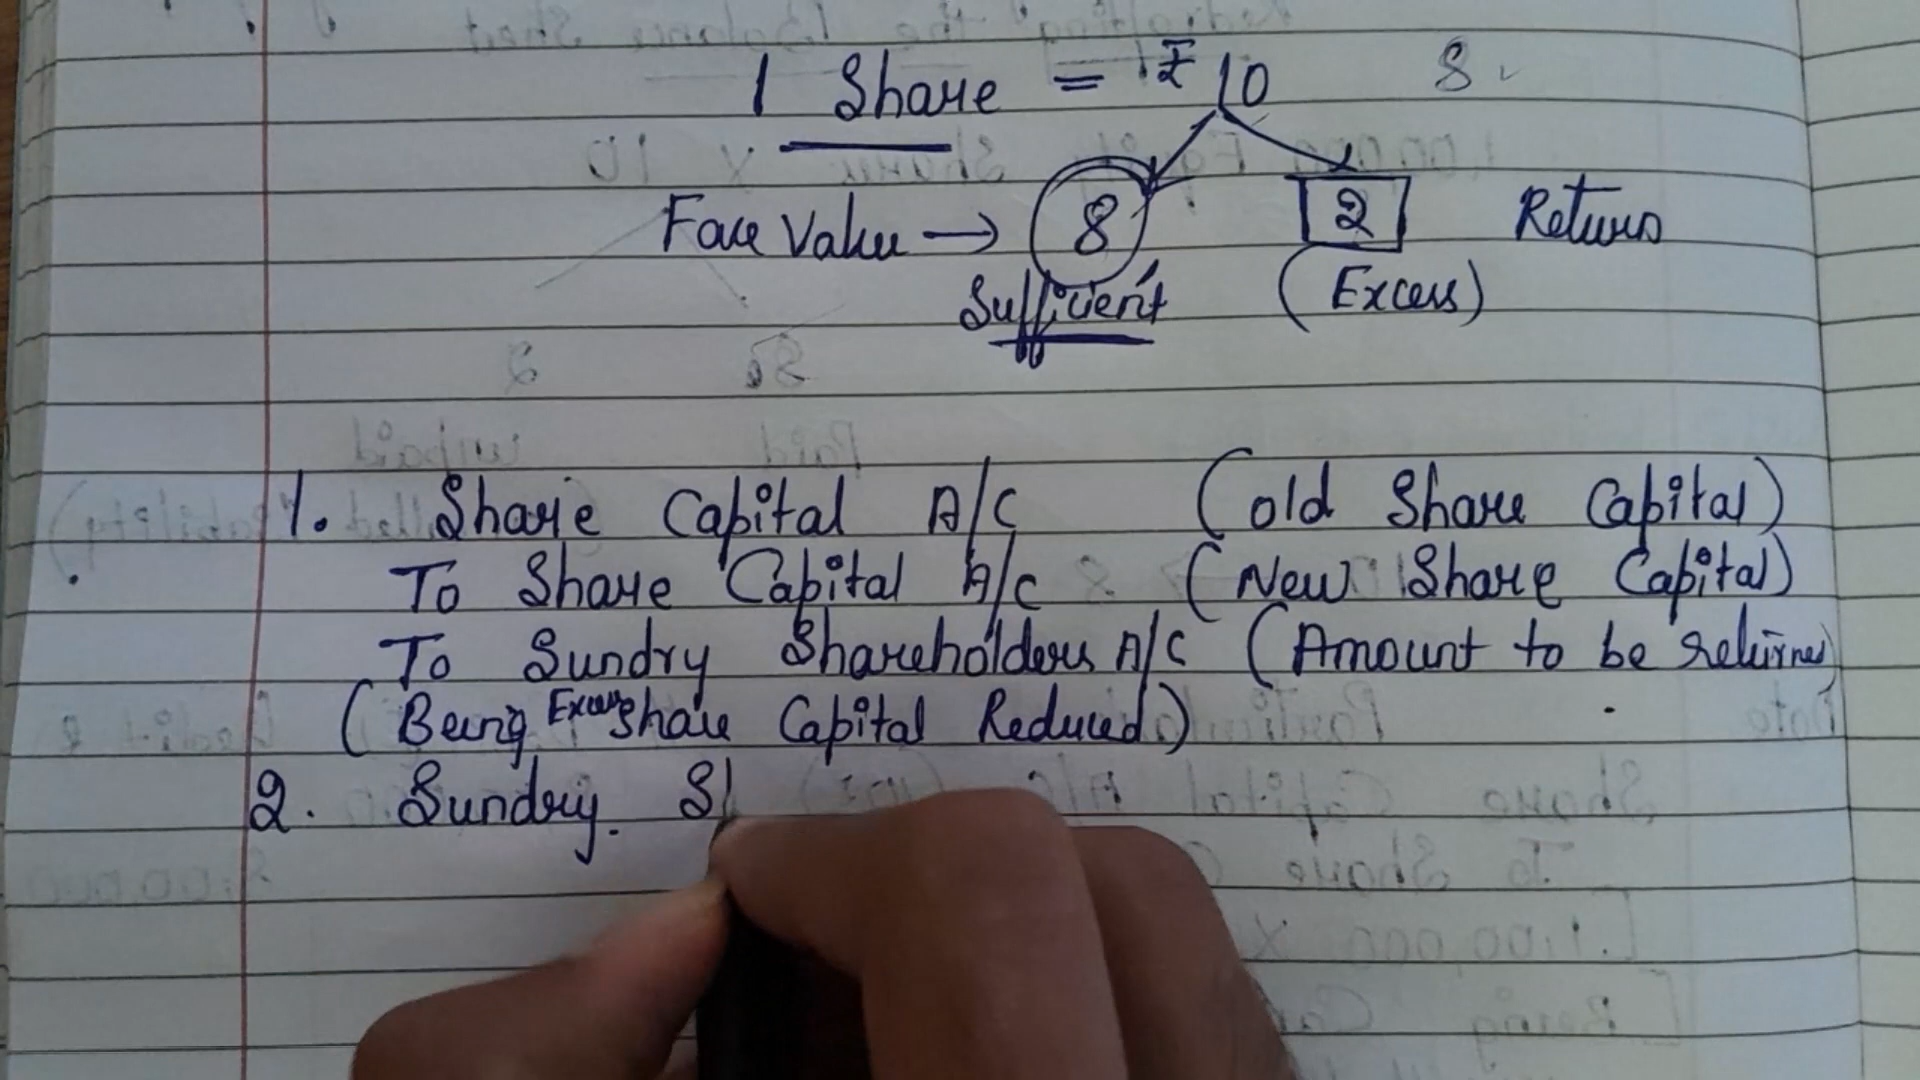 1 Share = ₹ 10 8
Face Value → 8 2 Return
Sufficient (Excess)
1. Share Capital A/C (old Share Capital)
To Share Capital A/C (New Share Capital)
To Sundry Shareholders A/C (Amount to be
(Being Excess Share Capital Reduced)
2. Sundry. Sh